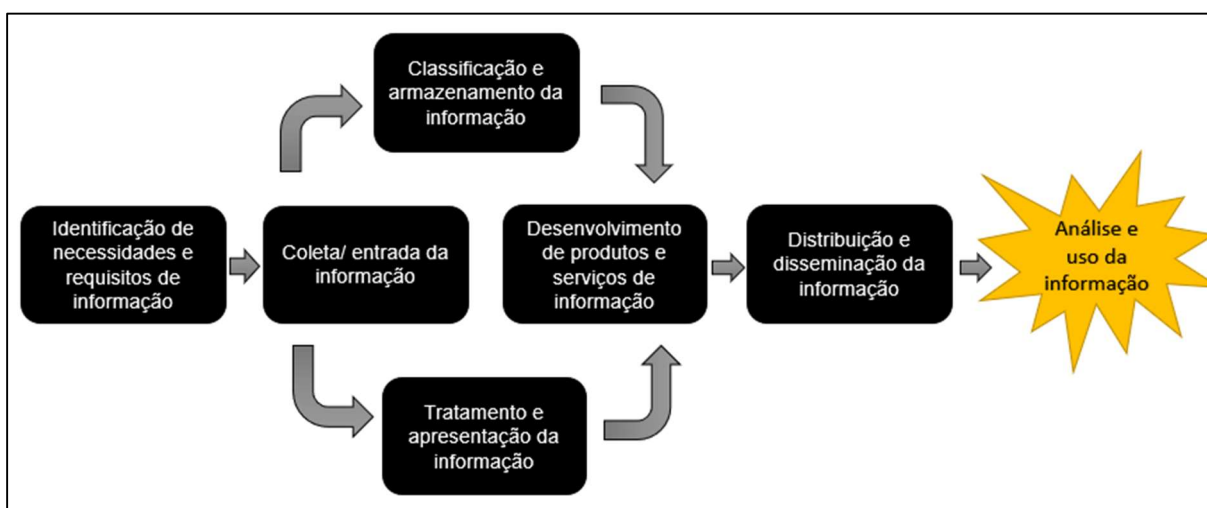 Classificação e
armazenamento da
informação
Identificação de
necessidades e
requisitos de
informação
Coleta/ entrada da
informação
Desenvolvimento
de produtos e
serviços de
informação
Distribuição e
disseminação da
informação
Análise e
uso da
informação
Tratamento e
apresentação da
informação